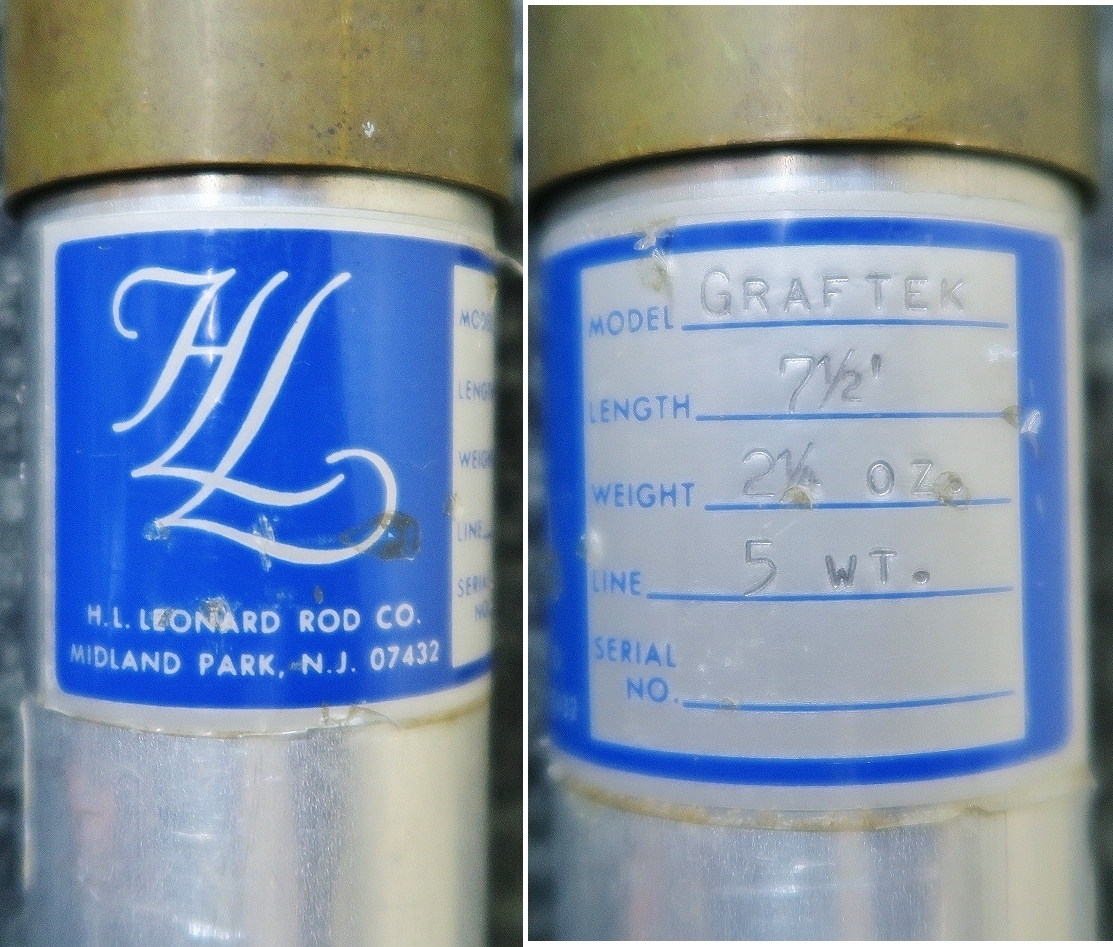 HLL
H.L. LEONARD ROD CO.
MIDLAND PARK, N.J. 07432
MODEL GRAFTEK
LENGTH 7½'
WEIGHT 2¼ OZ.
LINE 5 WT.
SERIAL
NO.